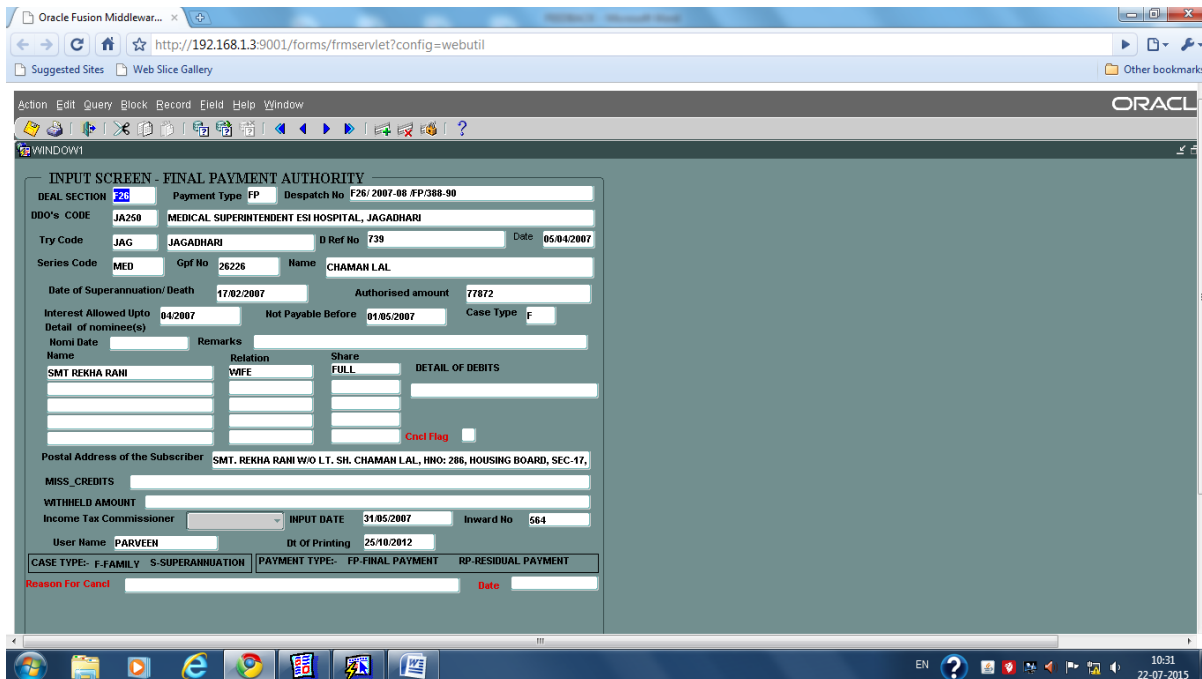 Oracle Fusion Middlewar... ×
http://192.168.1.3:9001/forms/frmservlet?config=webutil
Suggested Sites Web Slice Gallery Other bookmarks
Action Edit Query Block Record Field Help Window ORACL
WINDOW1
INPUT SCREEN - FINAL PAYMENT AUTHORITY
DEAL SECTION F26 Payment Type FP Despatch No F26/ 2007-08 /FP/388-90
DDO's CODE JA250 MEDICAL SUPERINTENDENT ESI HOSPITAL, JAGADHARI
Try Code JAG JAGADHARI D Ref No 739 Date 05/04/2007
Series Code MED Gpf No 26226 Name CHAMAN LAL
Date of Superannuation/Death 17/02/2007 Authorised amount 77872
Interest Allowed Upto 04/2007 Not Payable Before 01/05/2007 Case Type F
Detail of nominee(s)
Nomi Date Remarks
Name Relation Share
SMT REKHA RANI WIFE FULL DETAIL OF DEBITS
Cncl Flag
Postal Address of the Subscriber SMT. REKHA RANI W/O LT. SH. CHAMAN LAL, HNO: 286, HOUSING BOARD, SEC-17,
MISS_CREDITS
WITHHELD AMOUNT
Income Tax Commissioner INPUT DATE 31/05/2007 Inward No 564
User Name PARVEEN Dt Of Printing 25/10/2012
CASE TYPE:- F-FAMILY S-SUPERANNUATION PAYMENT TYPE:- FP-FINAL PAYMENT RP-RESIDUAL PAYMENT
Reason For Cancl Date
EN 10:31
22-07-2015